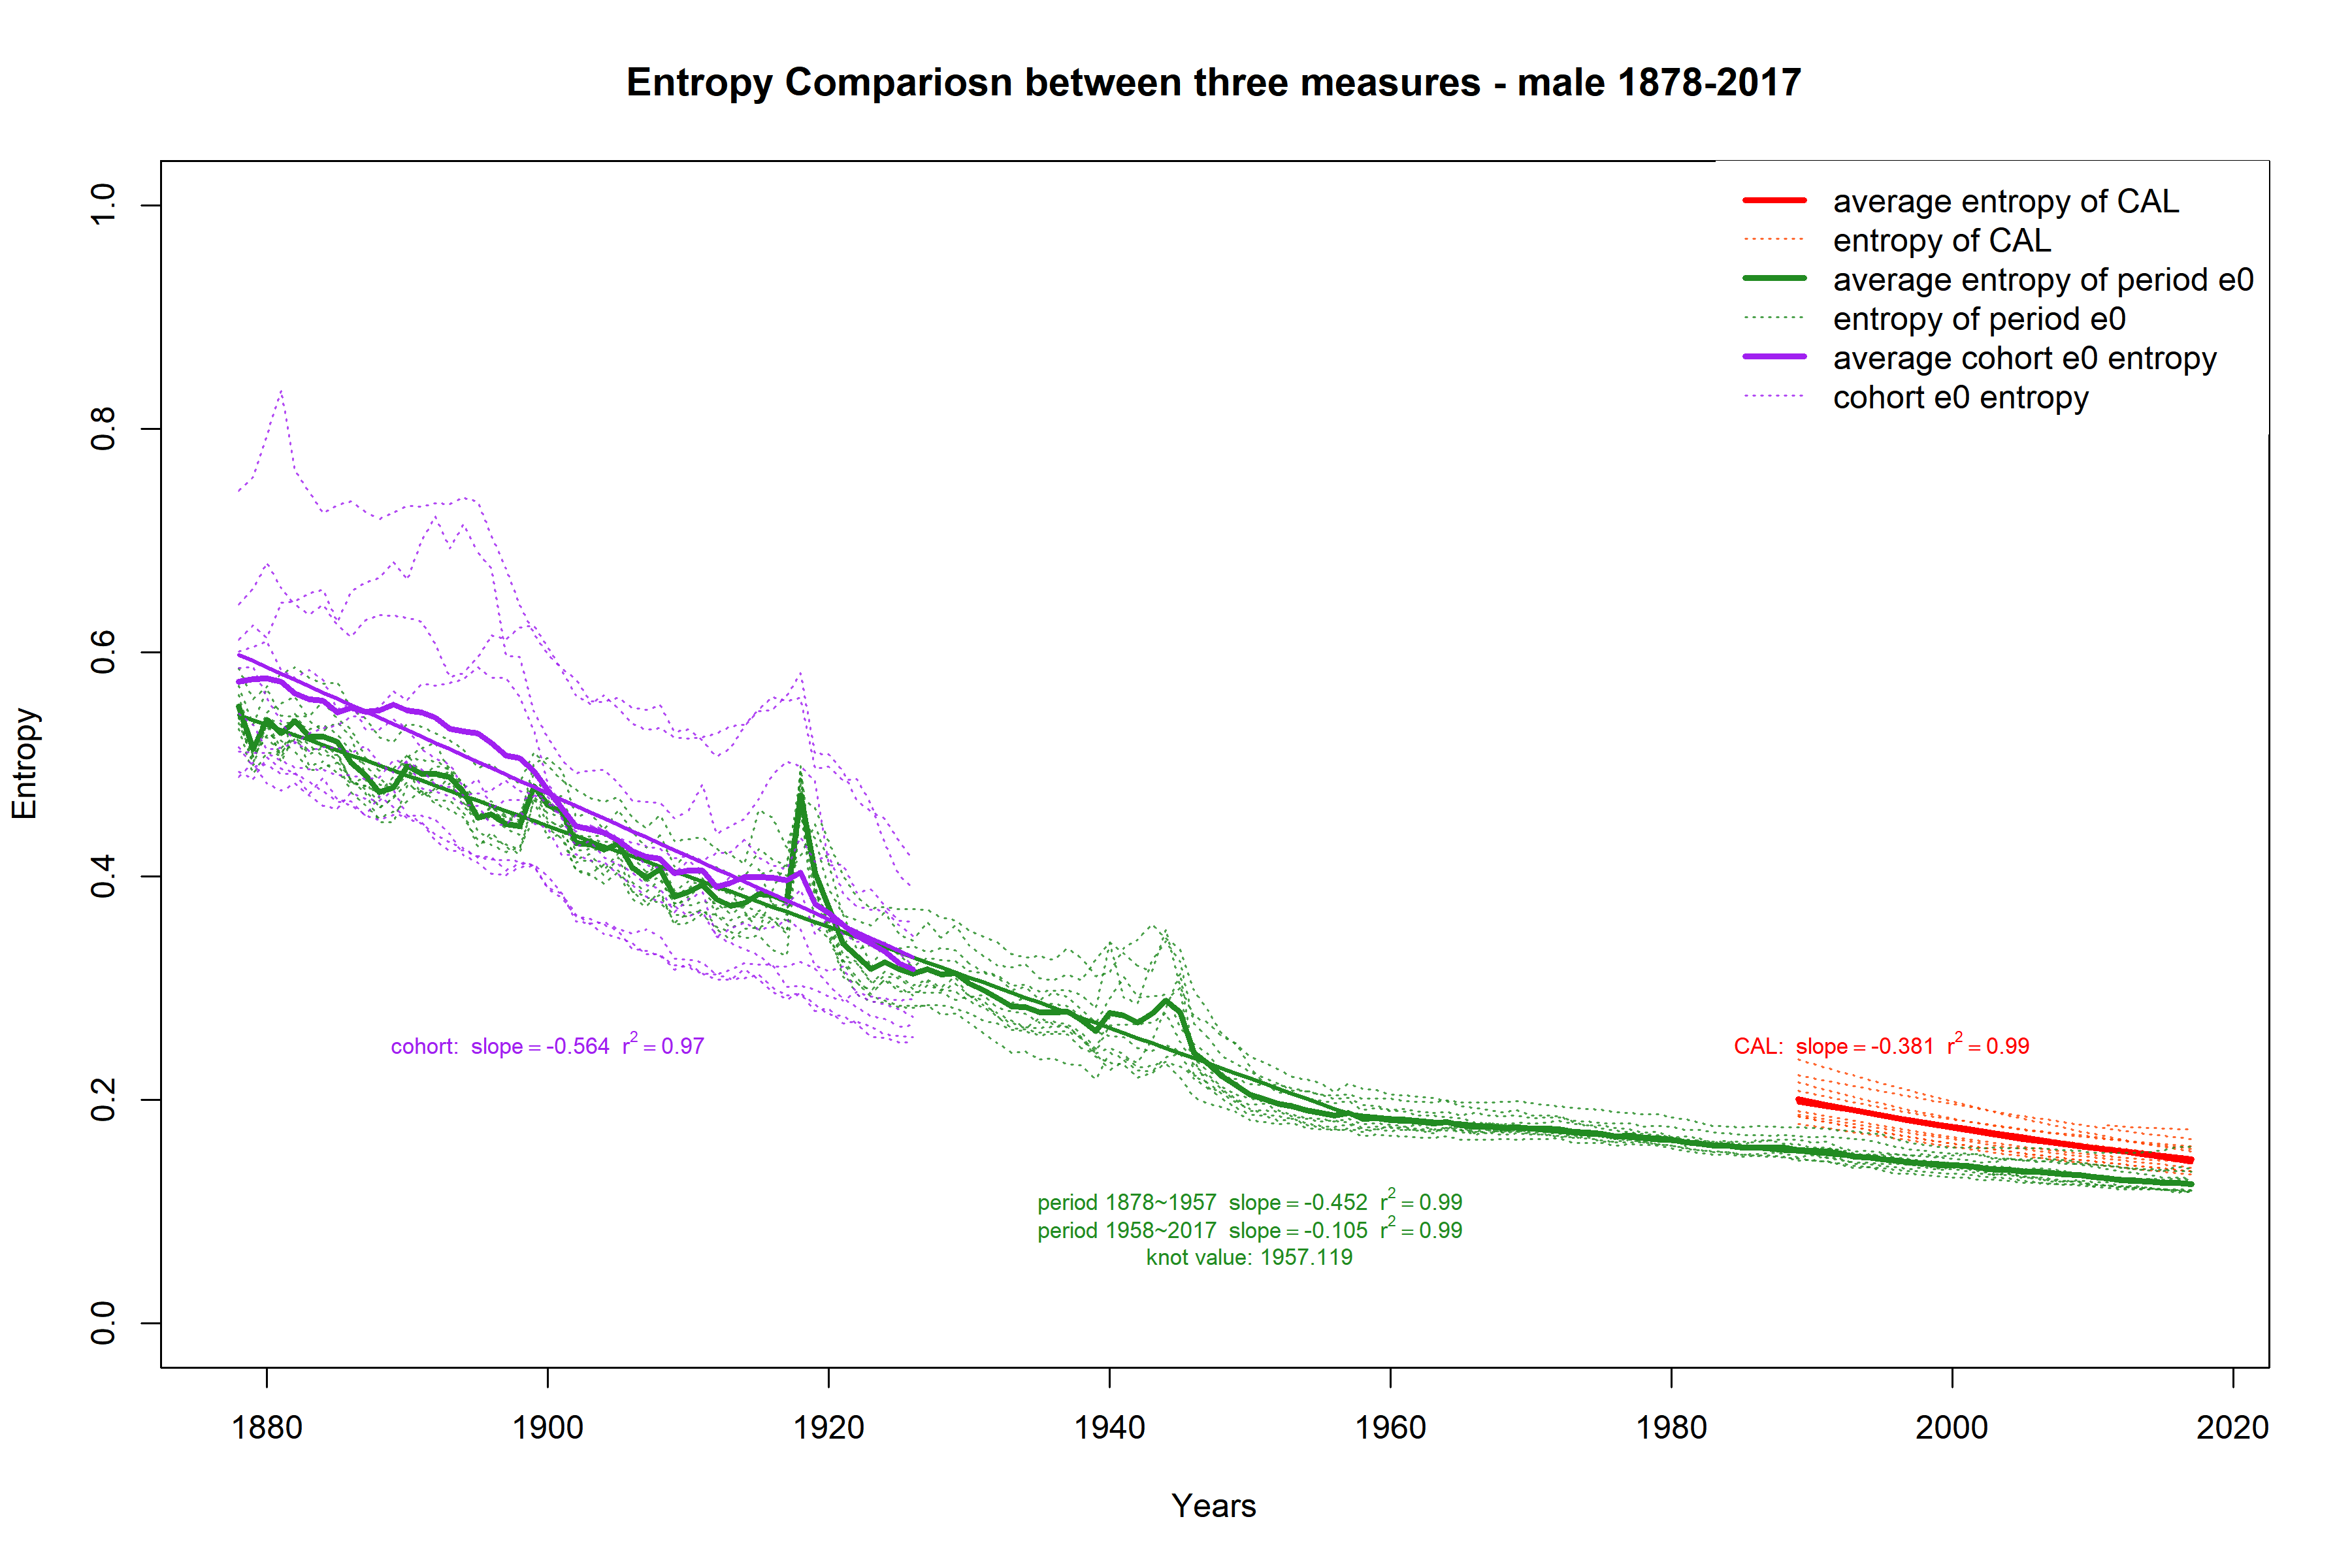 Entropy Compariosn between three measures - male 1878-2017
average entropy of CAL
entropy of CAL
average entropy of period e0
entropy of period e0
average cohort e0 entropy
cohort e0 entropy
1.0
0.8
0.6
0.4
0.2
0.0
Entropy
cohort: slope = -0.564 r² = 0.97
CAL: slope = -0.381 r² = 0.99
period 1878~1957 slope = -0.452 r² = 0.99
period 1958~2017 slope = -0.105 r² = 0.99
knot value: 1957.119
1880 1900 1920 1940 1960 1980 2000 2020
Years